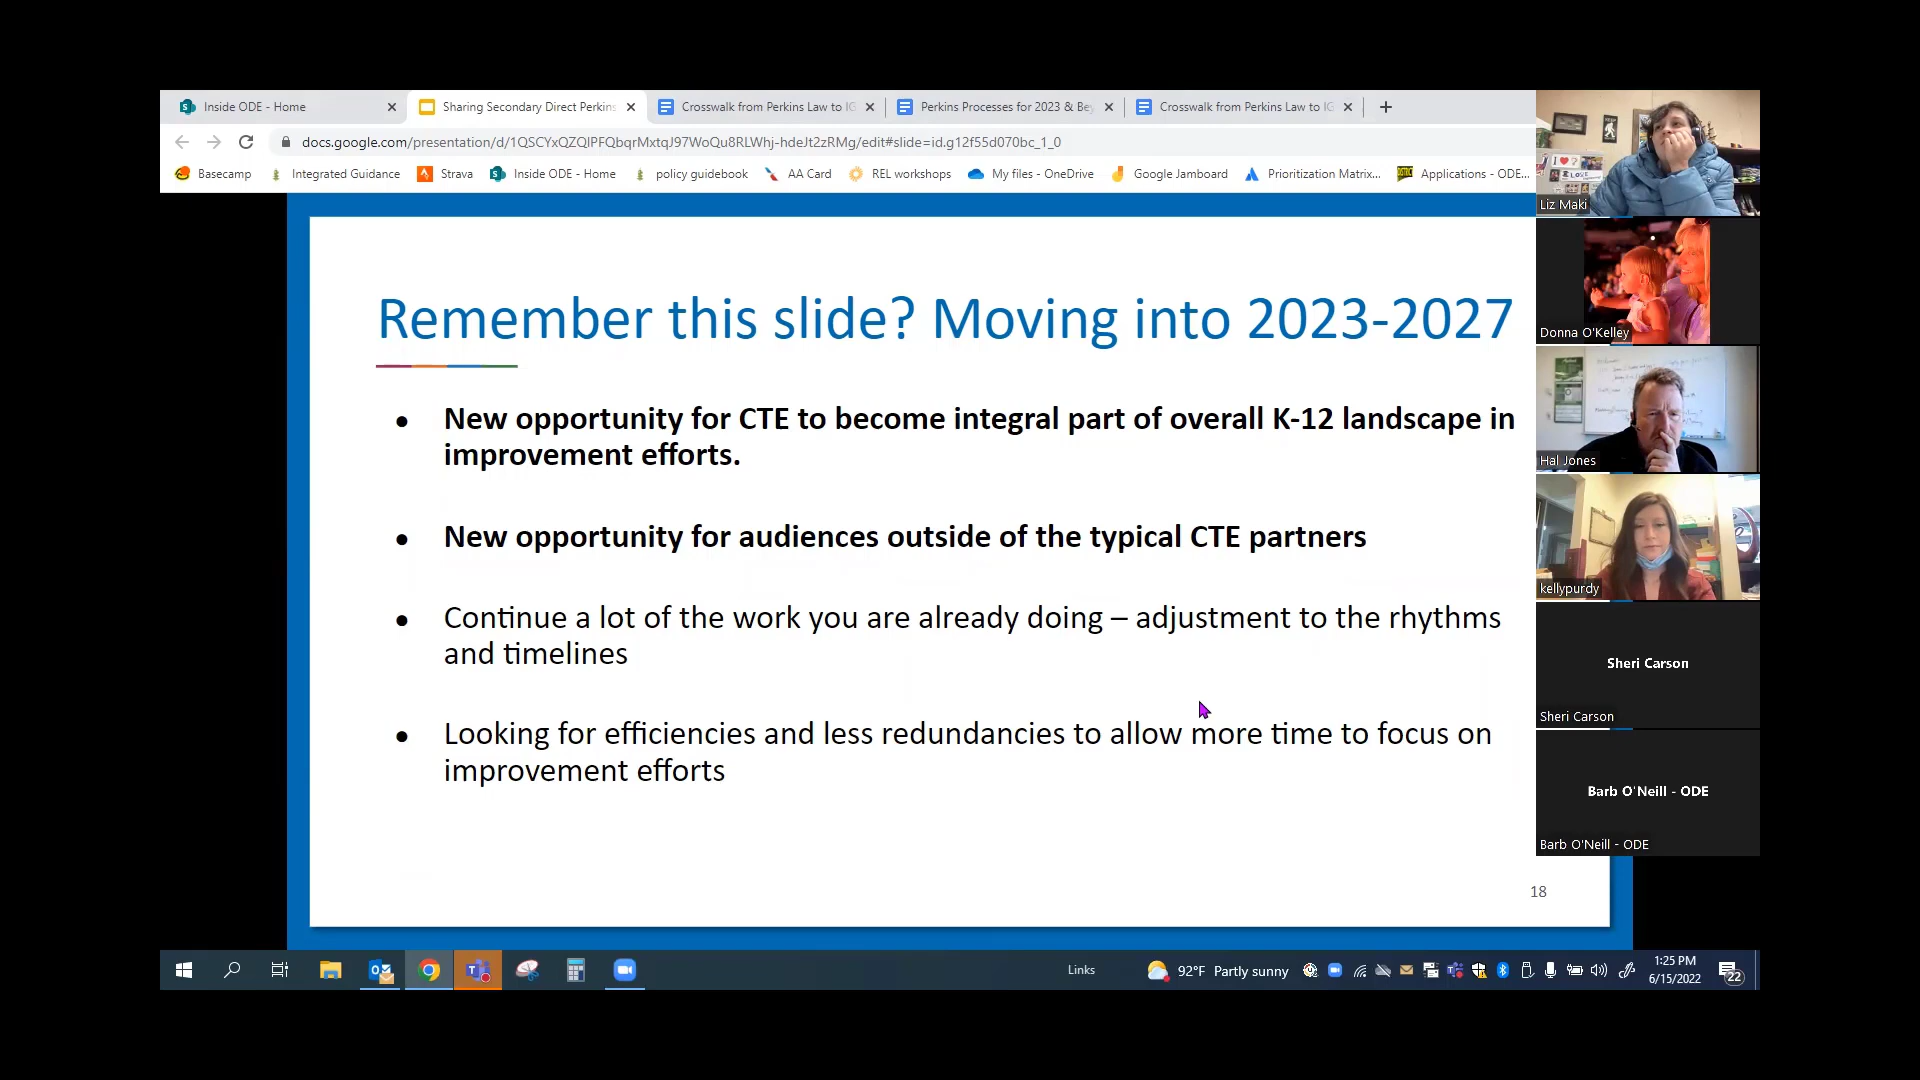 Inside ODE - Home
Sharing Secondary Direct Perkins
Crosswalk from Perkins Law to IG
Perkins Processes for 2023 & Be
Crosswalk from Perkins Law to IG
docs.google.com/presentation/d/1QSCYxQZQlPFQbqrMxtqJ97WoQu8RLWhj-hdeJt2zRMg/edit#slide=id.g12f55d070bc_1_0
Basecamp
Integrated Guidance
Strava
Inside ODE - Home
policy guidebook
AA Card
REL workshops
My files - OneDrive
Google Jamboard
Prioritization Matrix...
Applications - ODE...
Remember this slide? Moving into 2023-2027
• New opportunity for CTE to become integral part of overall K-12 landscape in
improvement efforts.
• New opportunity for audiences outside of the typical CTE partners
• Continue a lot of the work you are already doing – adjustment to the rhythms
and timelines
• Looking for efficiencies and less redundancies to allow more time to focus on
improvement efforts
18
Liz Maki
Donna O'Kelley
Hal Jones
kellypurdy
Sheri Carson
Sheri Carson
Barb O'Neill - ODE
Barb O'Neill - ODE
Links
92°F Partly sunny
1:25 PM
6/15/2022
22